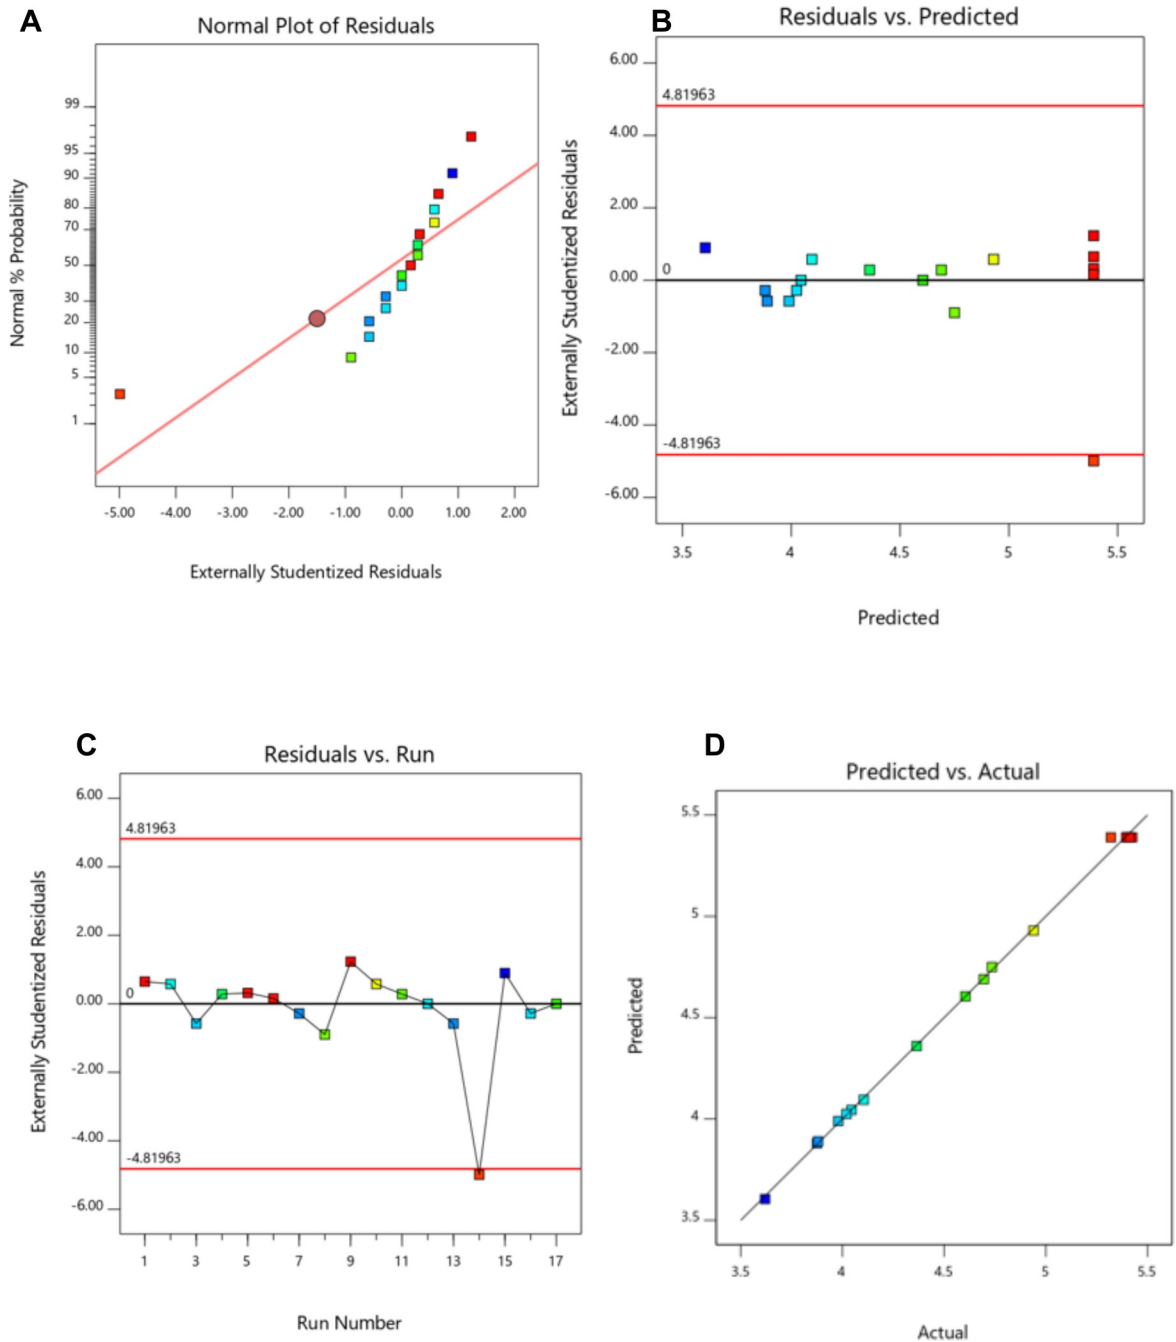 A
Normal Plot of Residuals
Normal % Probability
99
95
90
80
70
50
30
20
10
5
1
-5.00 -4.00 -3.00 -2.00 -1.00 0.00 1.00 2.00
Externally Studentized Residuals
B
Residuals vs. Predicted
Externally Studentized Residuals
6.00
4.81963
4.00
2.00
0.00
0
-2.00
-4.00
-4.81963
-6.00
3.5 4 4.5 5 5.5
Predicted
C
Residuals vs. Run
Externally Studentized Residuals
6.00
4.81963
4.00
2.00
0
0.00
-2.00
-4.00
-4.81963
-6.00
1 3 5 7 9 11 13 15 17
Run Number
D
Predicted vs. Actual
Predicted
5.5
5
4.5
4
3.5
3.5 4 4.5 5 5.5
Actual